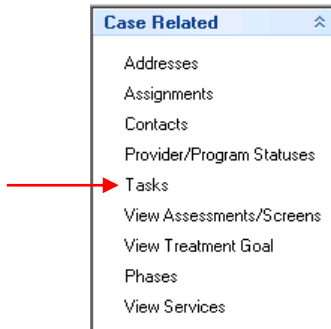 Case Related
Addresses
Assignments
Contacts
Provider/Program Statuses
Tasks
View Assessments/Screens
View Treatment Goal
Phases
View Services